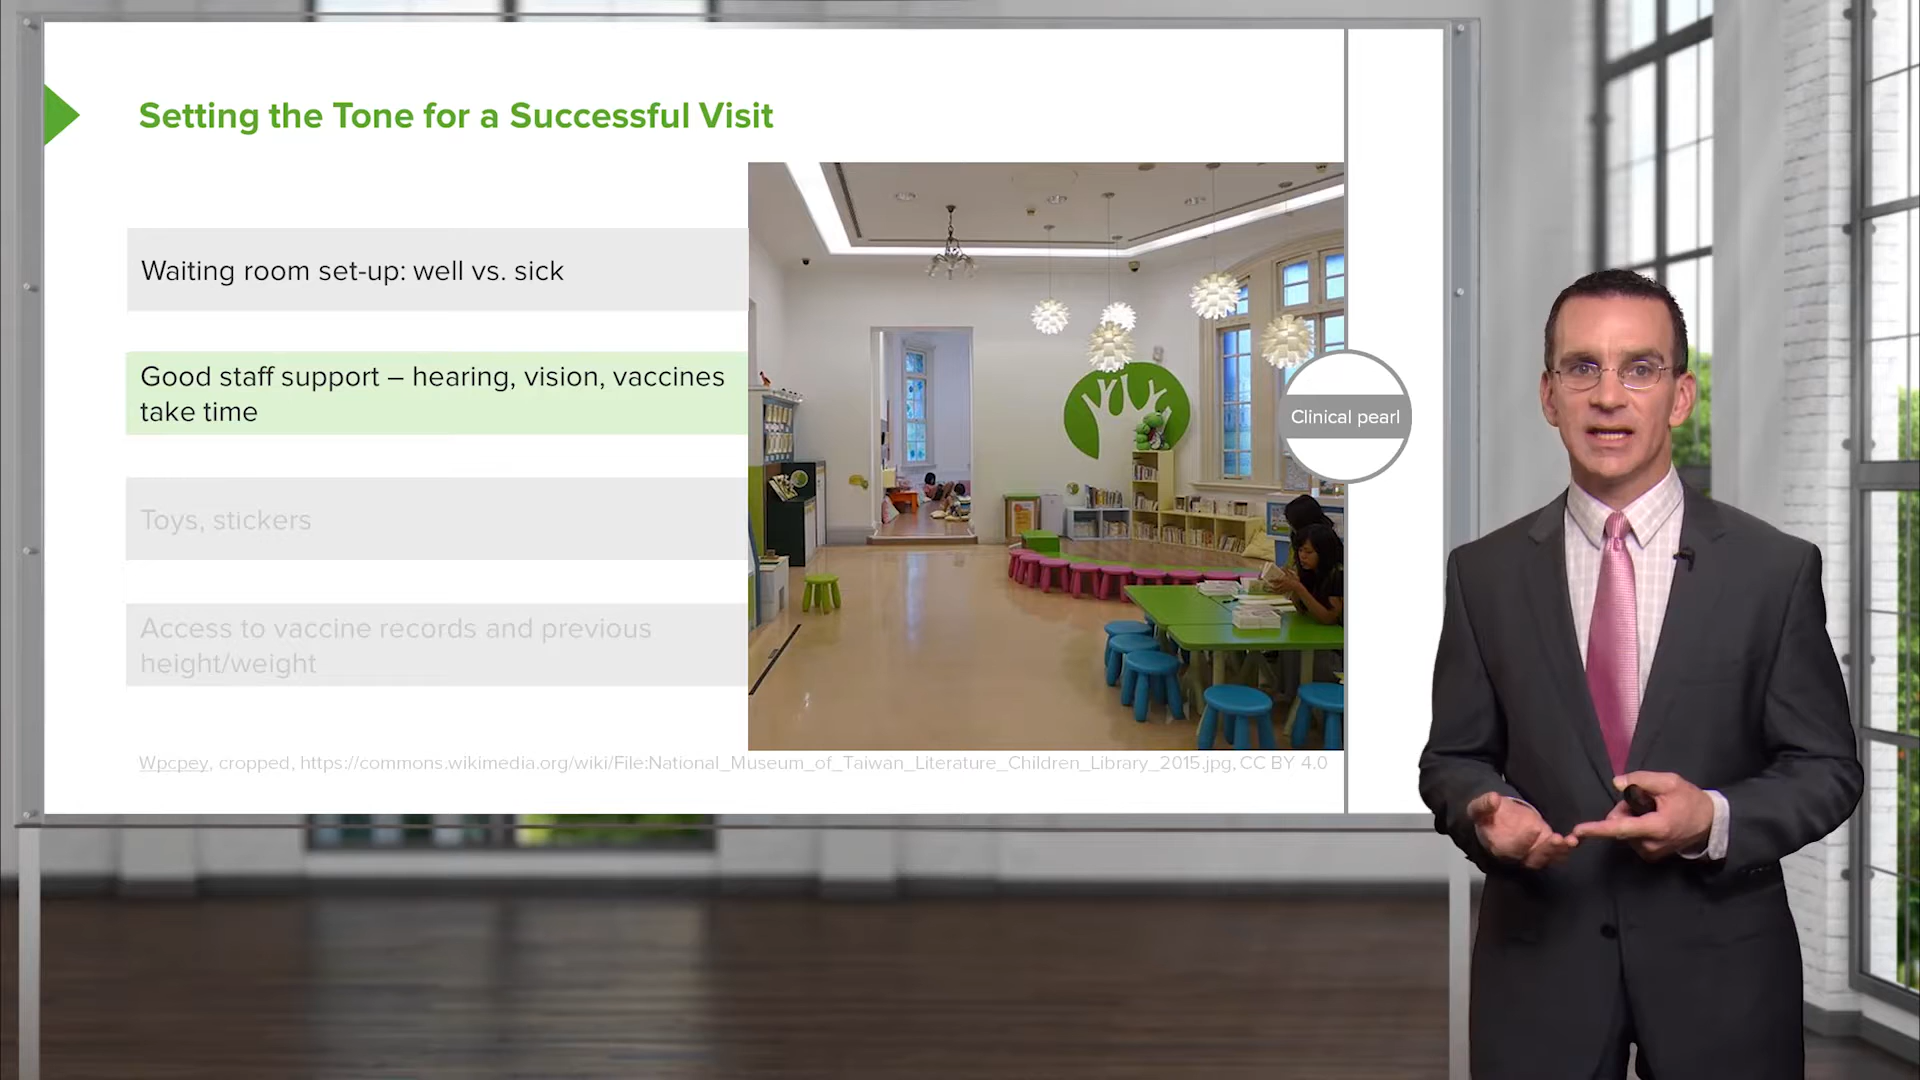 Setting the Tone for a Successful Visit
Waiting room set-up: well vs. sick
Good staff support – hearing, vision, vaccines
take time
Toys, stickers
Access to vaccine records and previous
height/weight
Clinical pearl
Wpcpey, cropped, https://commons.wikimedia.org/wiki/File:National_Museum_of_Taiwan_Literature_Children_Library_2015.jpg, CC BY 4.0